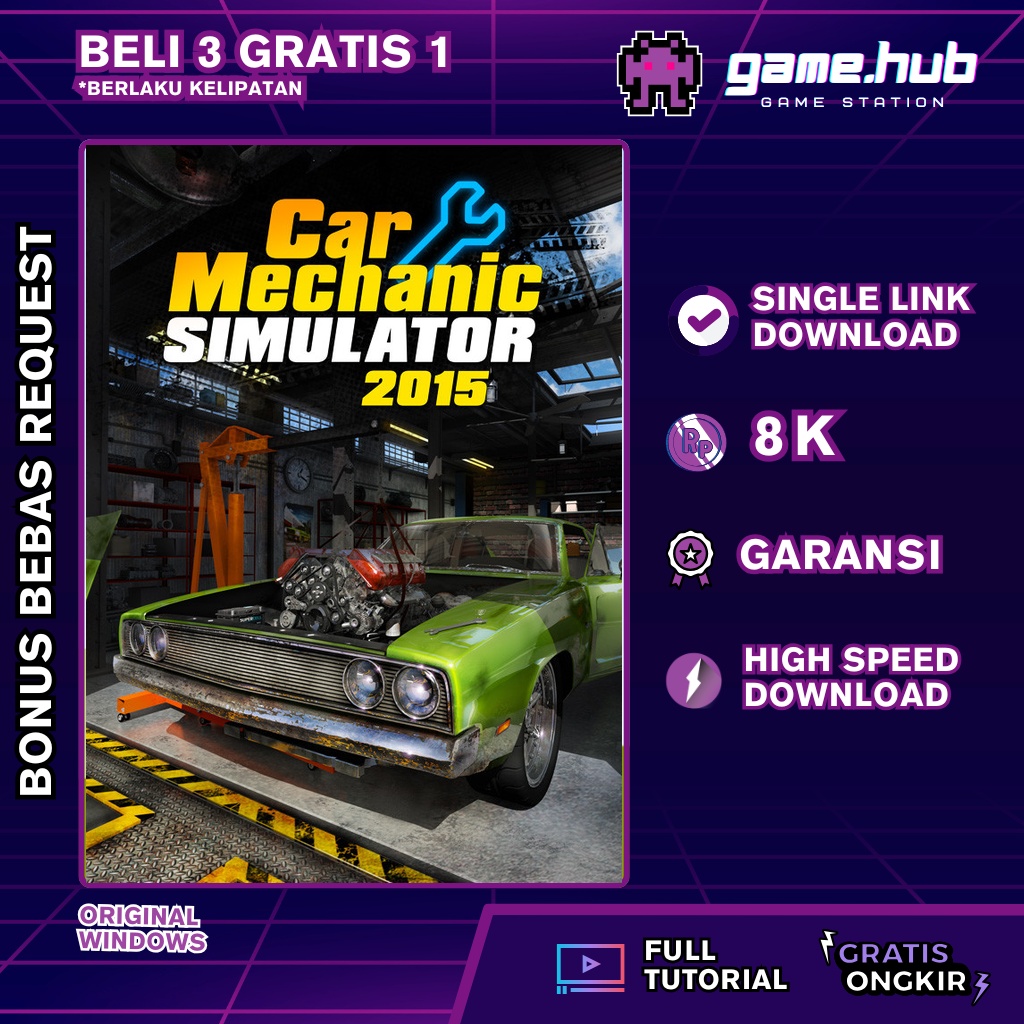 BELI 3 GRATIS 1
*BERLAKU KELIPATAN
game.hub
GAME STATION
BONUS BEBAS REQUEST
Car
Mechanic
SIMULATOR
2015
SINGLE LINK
DOWNLOAD
RP
8K
GARANSI
HIGH SPEED
DOWNLOAD
ORIGINAL
WINDOWS
FULL
TUTORIAL
GRATIS
ONGKIR